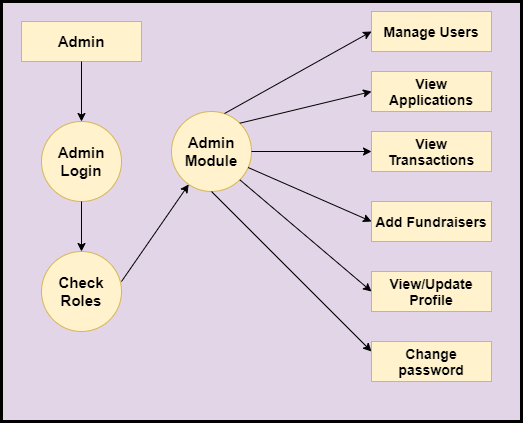 Admin
Admin
Login
Check
Roles
Admin
Module
Manage Users
View
Applications
View
Transactions
Add Fundraisers
View/Update
Profile
Change
password